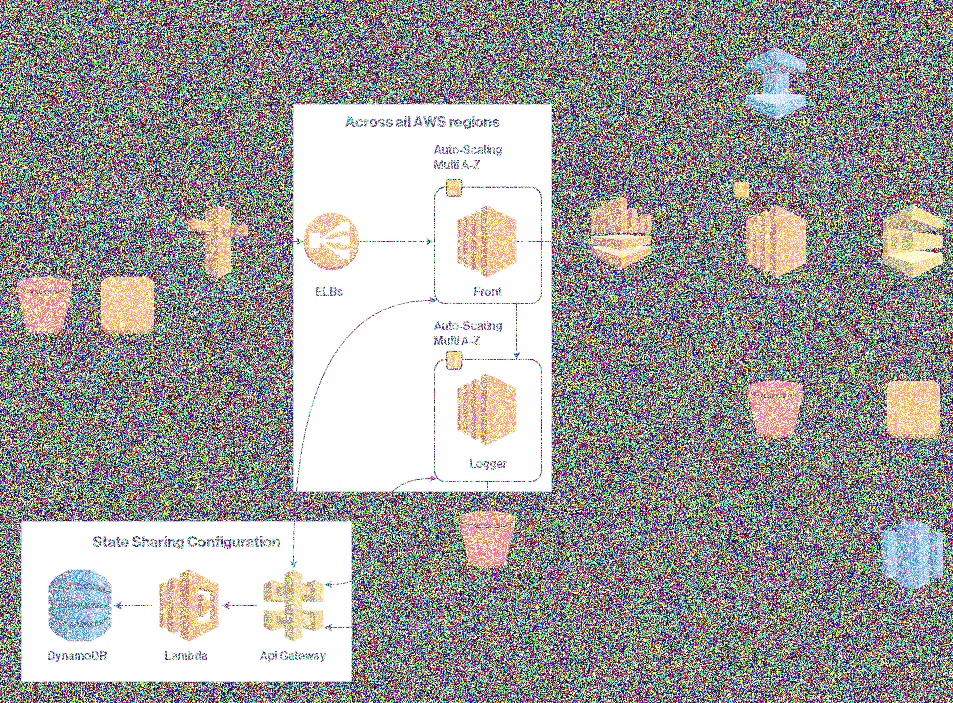 Across all AWS regions
Auto-Scaling
Multi A-Z
ELBs
Front
Auto-Scaling
Multi A-Z
Logger
State Sharing Configuration
DynamoDB
Lambda
Api Gateway